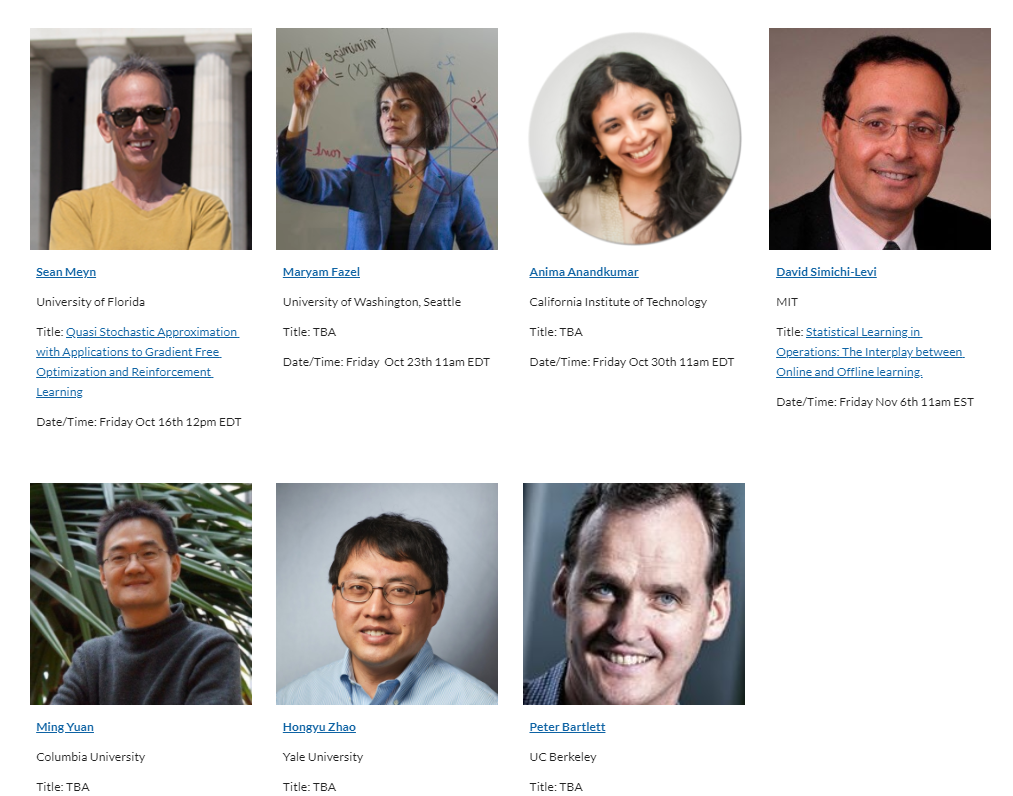 minimize ||X||*
A(X) =
Sean Meyn
University of Florida
Title: Quasi Stochastic Approximation
with Applications to Gradient Free
Optimization and Reinforcement
Learning
Date/Time: Friday Oct 16th 12pm EDT
Maryam Fazel
University of Washington, Seattle
Title: TBA
Date/Time: Friday  Oct 23th 11am EDT
Anima Anandkumar
California Institute of Technology
Title: TBA
Date/Time: Friday Oct 30th 11am EDT
David Simichi-Levi
MIT
Title: Statistical Learning in
Operations: The Interplay between
Online and Offline learning.
Date/Time: Friday Nov 6th 11am EST
Ming Yuan
Columbia University
Title: TBA
Hongyu Zhao
Yale University
Title: TBA
Peter Bartlett
UC Berkeley
Title: TBA